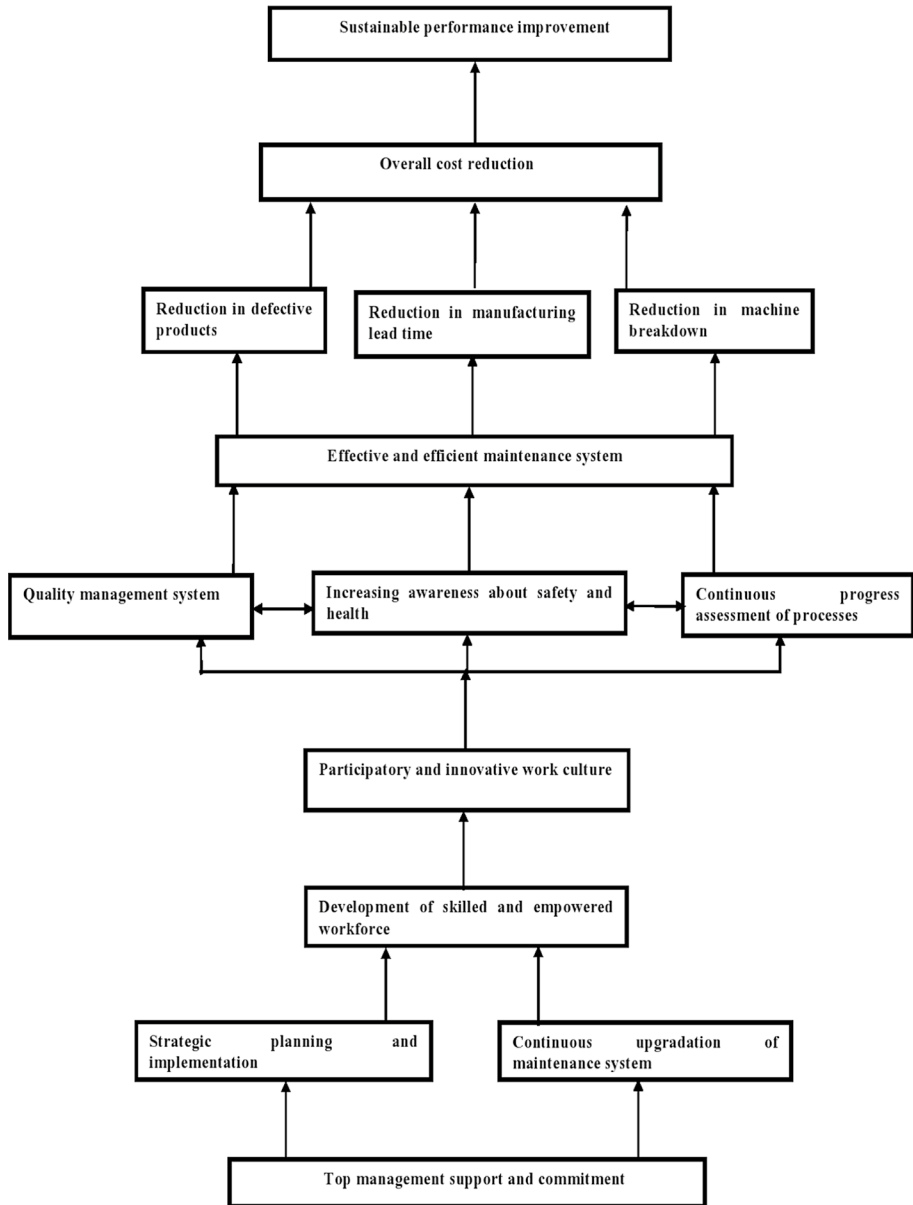 Sustainable performance improvement
Overall cost reduction
Reduction in defective
products
Reduction in manufacturing
lead time
Reduction in machine
breakdown
Effective and efficient maintenance system
Quality management system
Increasing awareness about safety and
health
Continuous progress
assessment of processes
Participatory and innovative work culture
Development of skilled and empowered
workforce
Strategic planning and
implementation
Continuous upgradation of
maintenance system
Top management support and commitment